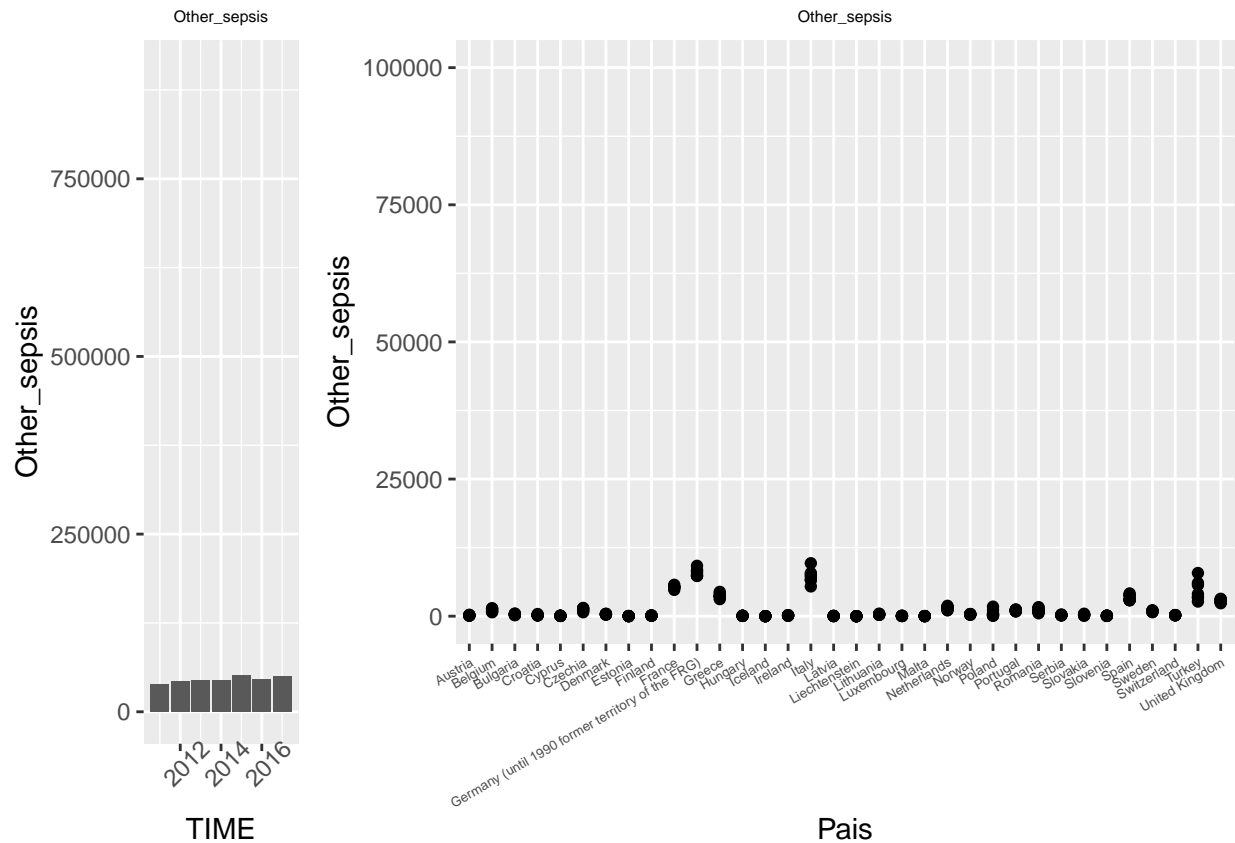 Other_sepsis
Other_sepsis
750000
500000
250000
0
2012
2014
2016
TIME
Other_sepsis
Other_sepsis
100000
75000
50000
25000
0
Austria
Belgium
Bulgaria
Croatia
Cyprus
Czechia
Denmark
Estonia
Finland
France
Germany (until 1990 former territory of the FRG)
Greece
Hungary
Iceland
Ireland
Italy
Latvia
Liechtenstein
Lithuania
Luxembourg
Malta
Netherlands
Norway
Poland
Portugal
Romania
Serbia
Slovakia
Slovenia
Spain
Sweden
Switzerland
Turkey
United Kingdom
Pais